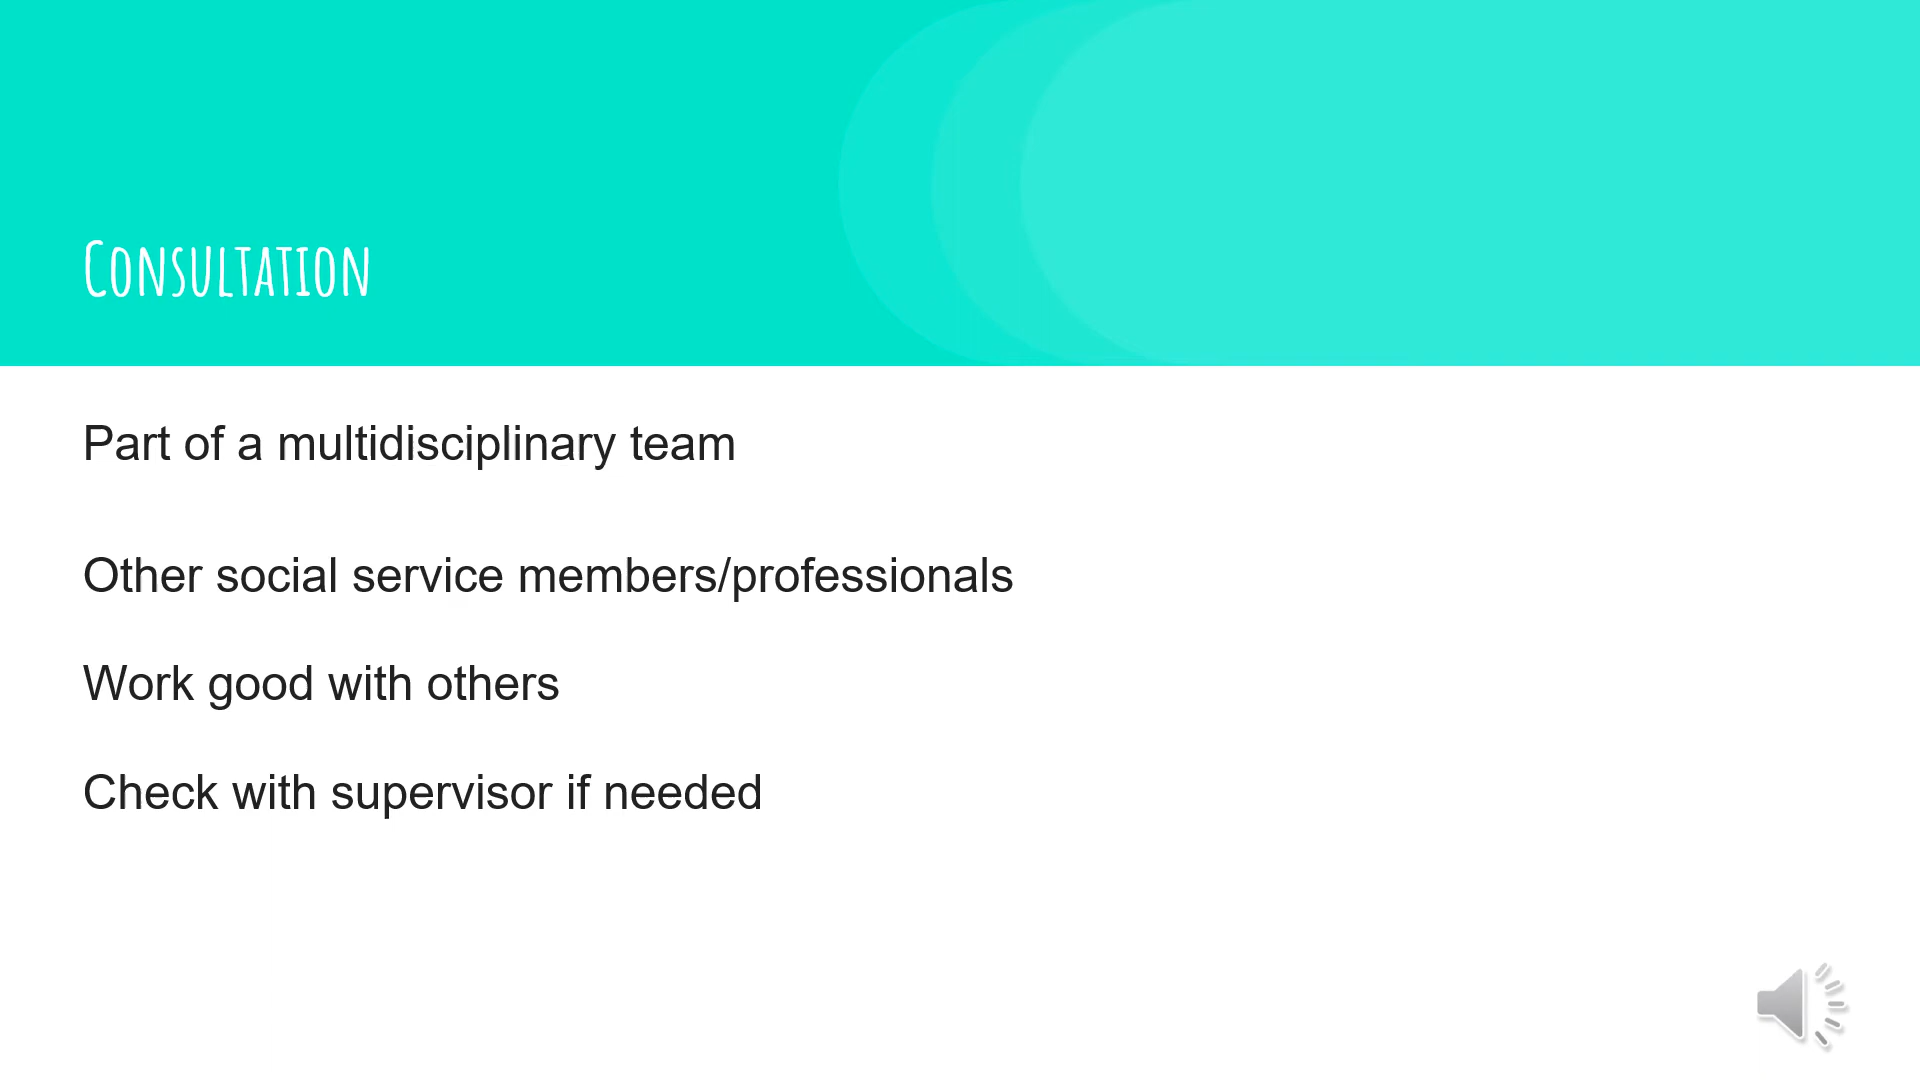 Consultation
Part of a multidisciplinary team
Other social service members/professionals
Work good with others
Check with supervisor if needed